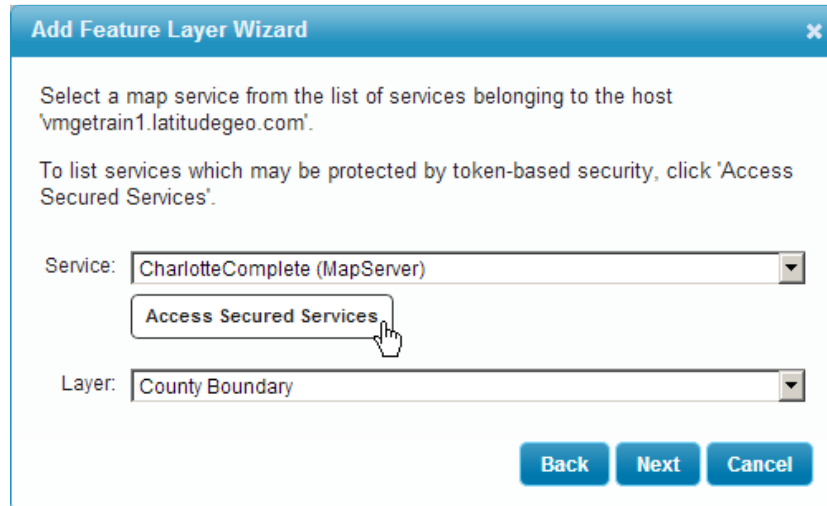 Add Feature Layer Wizard
Select a map service from the list of services belonging to the host
'vmgetrain1.latitudegeo.com'.
To list services which may be protected by token-based security, click 'Access
Secured Services'.
Service: CharlotteComplete (MapServer)
Access Secured Services
Layer: County Boundary
Back Next Cancel